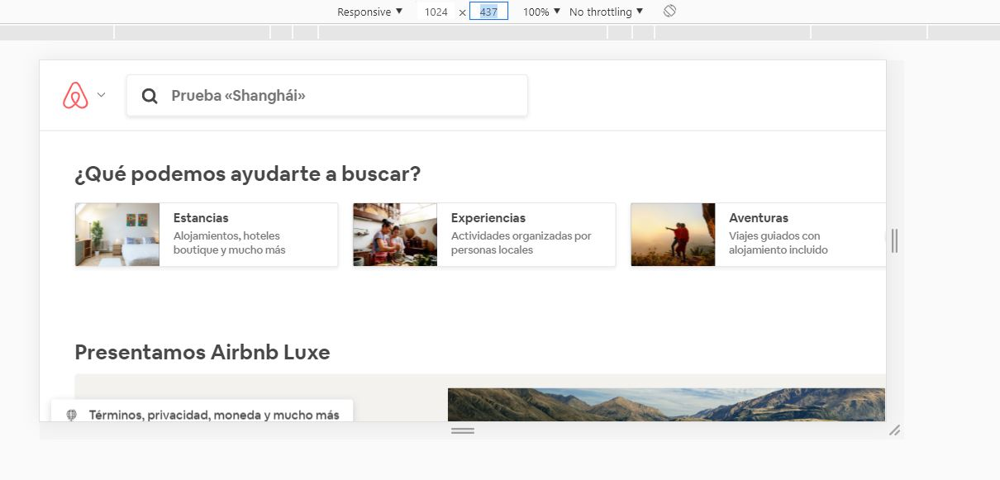 Responsive ▼ 1024 × 437 100% ▼ No throttling ▼
Prueba «Shanghái»
¿Qué podemos ayudarte a buscar?
Estancias
Alojamientos, hoteles
boutique y mucho más
Experiencias
Actividades organizadas por
personas locales
Aventuras
Viajes guiados con
alojamiento incluido
Presentamos Airbnb Luxe
Términos, privacidad, moneda y mucho más